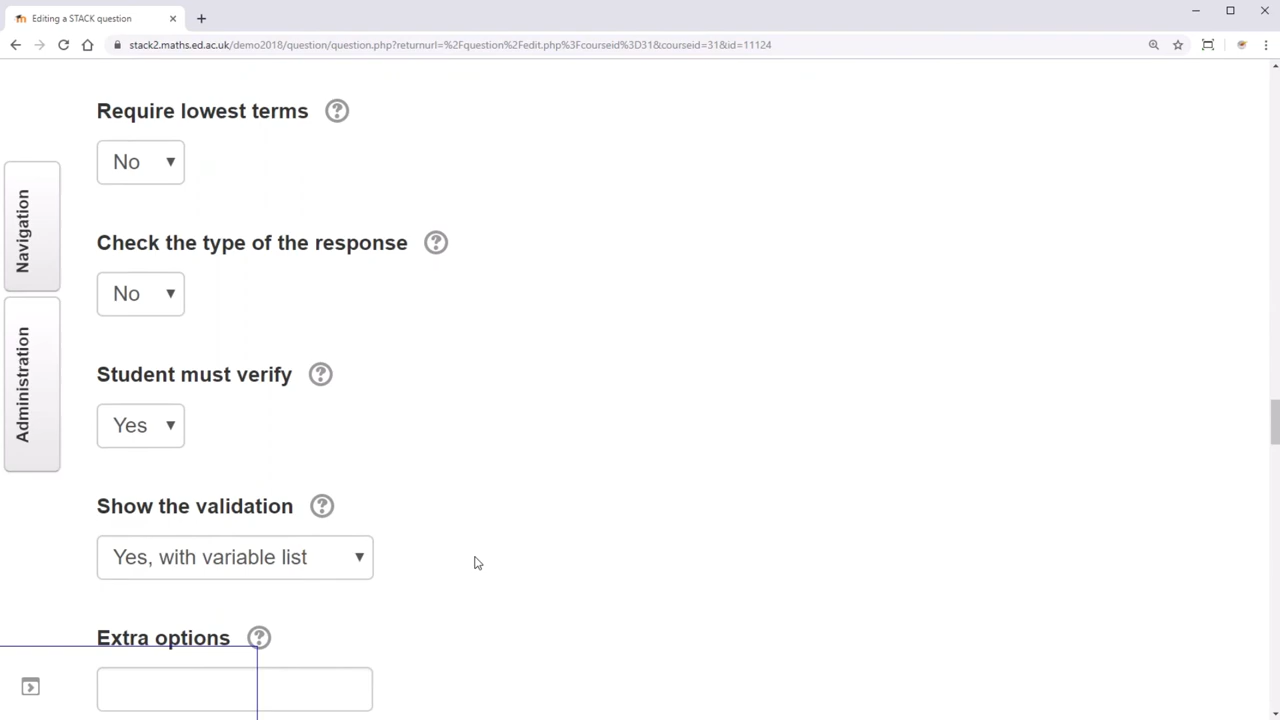 Editing a STACK question
stack2.maths.ed.ac.uk/demo2018/question/question.php?returnurl=%2Fquestion%2Fedit.php%3Fcourseid%3D31&courseid=31&id=11124
Require lowest terms
No
Navigation
Check the type of the response
No
Administration
Student must verify
Yes
Show the validation
Yes, with variable list
Extra options